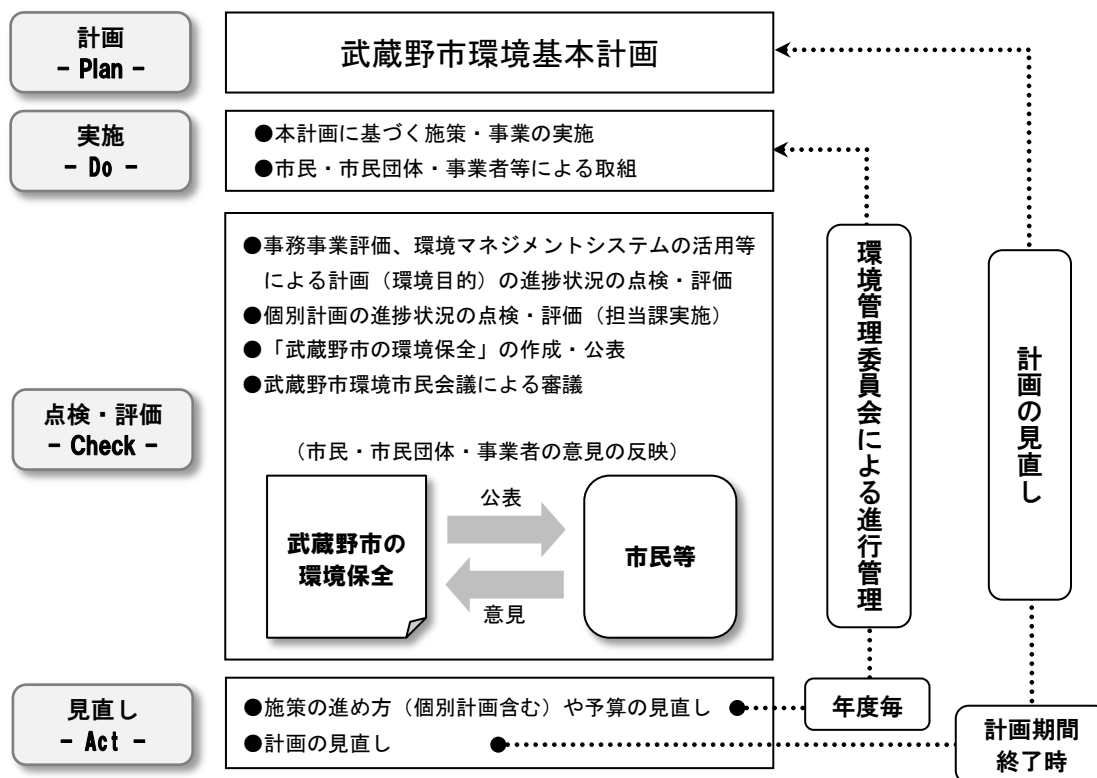 計画
- Plan -
武蔵野市環境基本計画
実施
- Do -
●本計画に基づく施策・事業の実施
●市民・市民団体・事業者等による取組
点検・評価
- Check -
●事務事業評価、環境マネジメントシステムの活用等
による計画（環境目的）の進捗状況の点検・評価
●個別計画の進捗状況の点検・評価（担当課実施）
●「武蔵野市の環境保全」の作成・公表
●武蔵野市環境市民会議による審議
（市民・市民団体・事業者の意見の反映）
武蔵野市の
環境保全
公表
意見
市民等
環境管理委員会による進行管理
計画の見直し
見直し
- Act -
●施策の進め方（個別計画含む）や予算の見直し
●計画の見直し
年度毎
計画期間
終了時